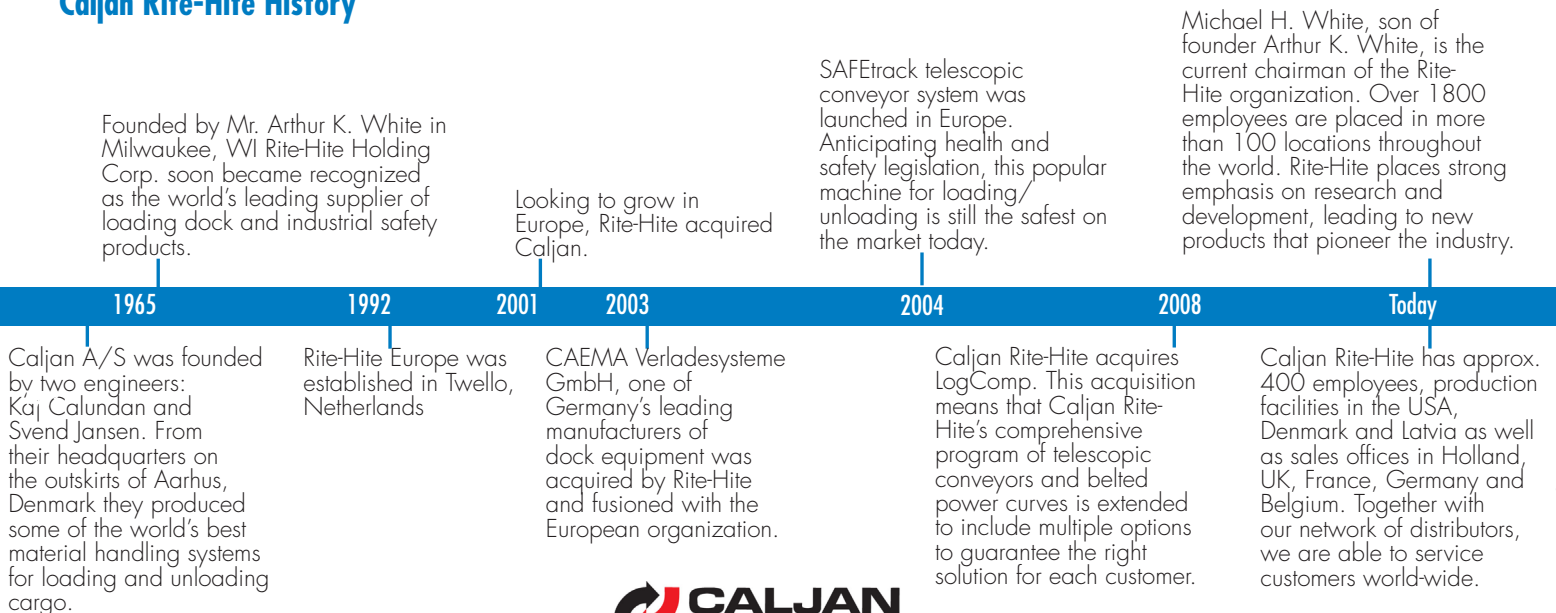 Caljan Rite-Hite History
Founded by Mr. Arthur K. White in
Milwaukee, WI Rite-Hite Holding
Corp. soon became recognized
as the world's leading supplier of
loading dock and industrial safety
products.
Looking to grow in
Europe, Rite-Hite acquired
Caljan.
SAFEtrack telescopic
conveyor system was
launched in Europe.
Anticipating health and
safety legislation, this popular
machine for loading/
unloading is still the safest on
the market today.
Michael H. White, son of
founder Arthur K. White, is the
current chairman of the Rite-
Hite organization. Over 1800
employees are placed in more
than 100 locations throughout
the world. Rite-Hite places strong
emphasis on research and
development, leading to new
products that pioneer the industry.
1965 1992 2001 2003 2004 2008 Today
Caljan A/S was founded
by two engineers:
Kaj Calundan and
Svend Jansen. From
their headquarters on
the outskirts of Aarhus,
Denmark they produced
some of the world's best
material handling systems
for loading and unloading
cargo.
Rite-Hite Europe was
established in Twello,
Netherlands
CAEMA Verladesysteme
GmbH, one of
Germany's leading
manufacturers of
dock equipment was
acquired by Rite-Hite
and fusioned with the
European organization.
Caljan Rite-Hite acquires
LogComp. This acquisition
means that Caljan Rite-
Hite's comprehensive
program of telescopic
conveyors and belted
power curves is extended
to include multiple options
to guarantee the right
solution for each customer.
Caljan Rite-Hite has approx.
400 employees, production
facilities in the USA,
Denmark and Latvia as well
as sales offices in Holland,
UK, France, Germany and
Belgium. Together with
our network of distributors,
we are able to service
customers world-wide.
CALJAN